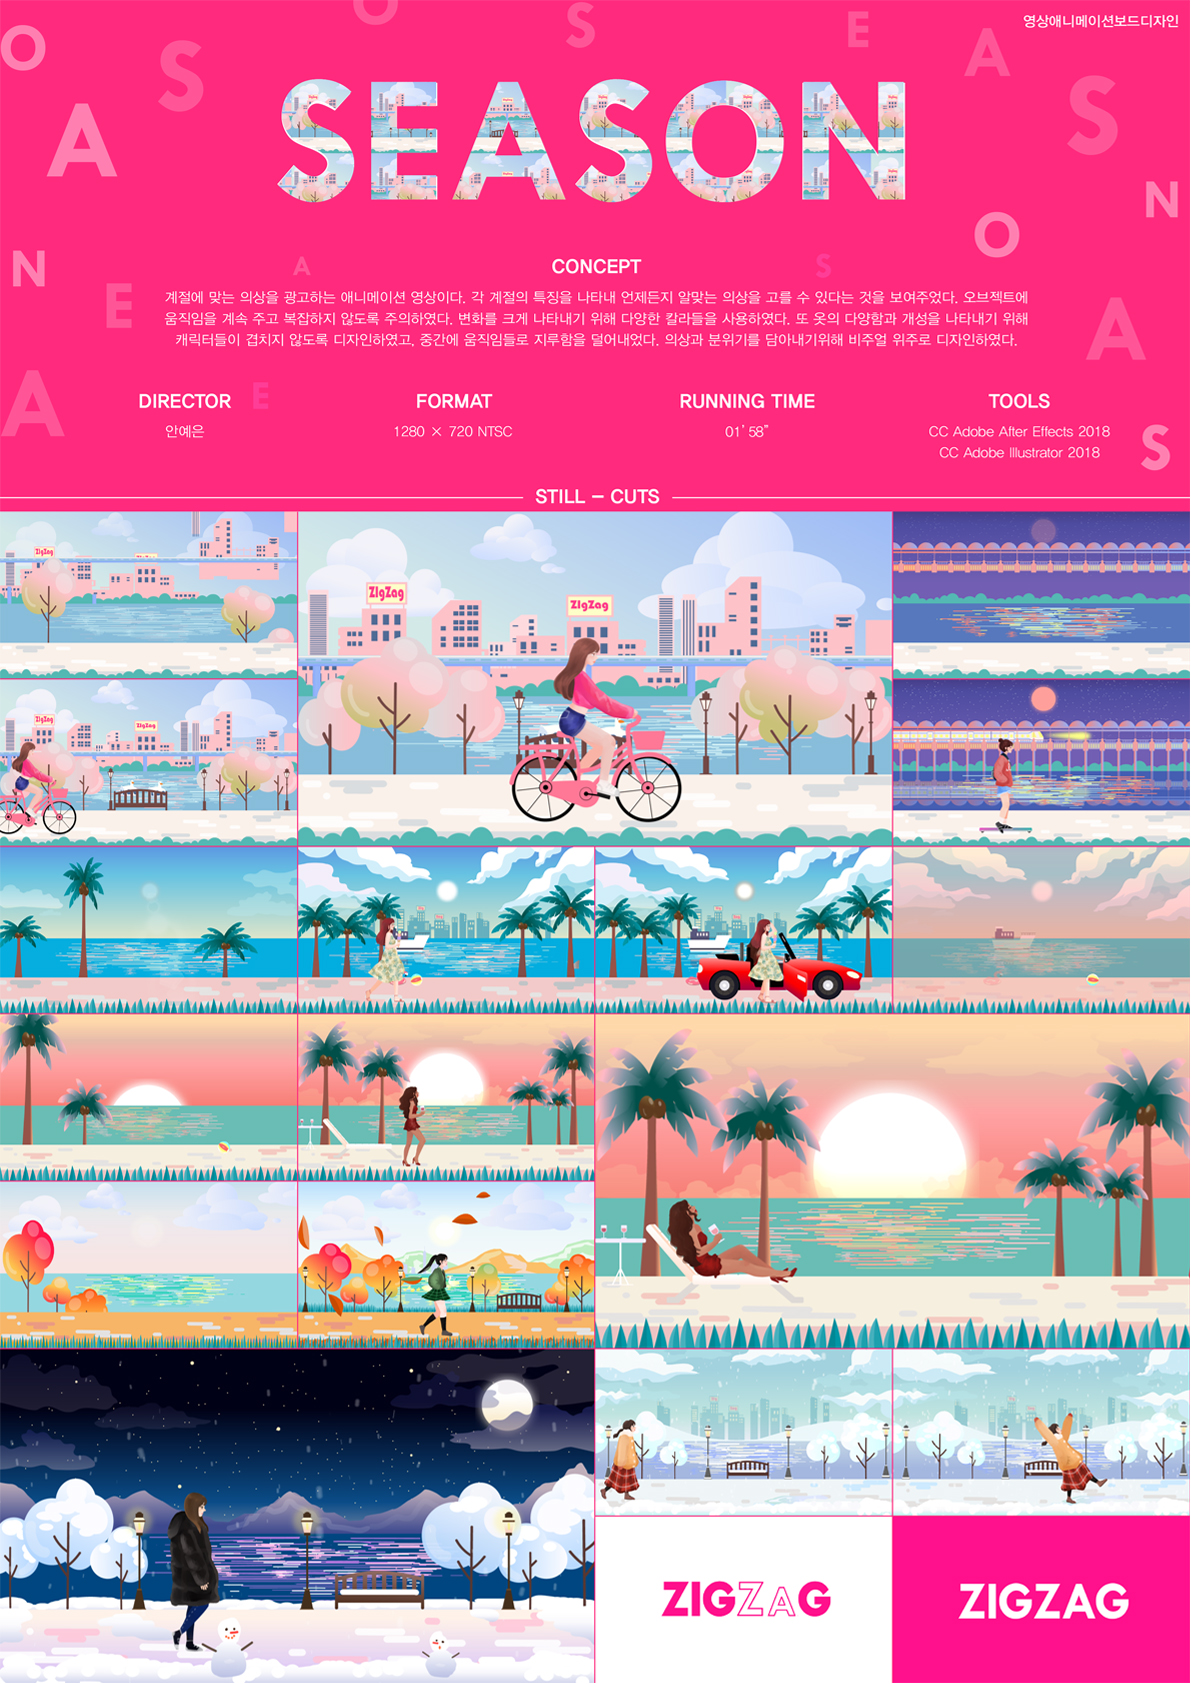 영상애니메이션보드디자인
O
S
E
A
O
S
S
A
SEASON
N
O
N
E
A
S
A
A
E
S
CONCEPT
계절에 맞는 의상을 광고하는 애니메이션 영상이다. 각 계절의 특징을 나타내 언제든지 알맞는 의상을 고를 수 있다는 것을 보여주었다. 오브젝트에
움직임을 계속 주고 복잡하지 않도록 주의하였다. 변화를 크게 나타내기 위해 다양한 칼라들을 사용하였다. 또 옷의 다양함과 개성을 나타내기 위해
캐릭터들이 겹치지 않도록 디자인하였고, 중간에 움직임들로 지루함을 덜어내었다. 의상과 분위기를 담아내기위해 비주얼 위주로 디자인하였다.
A
DIRECTOR
안예은
FORMAT
1280 × 720 NTSC
RUNNING TIME
01' 58"
TOOLS
CC Adobe After Effects 2018
CC Adobe Illustrator 2018
STILL – CUTS
ZigZag
ZigZag
ZigZag
ZigZag
ZigZag
ZIGZAG
ZIGZAG